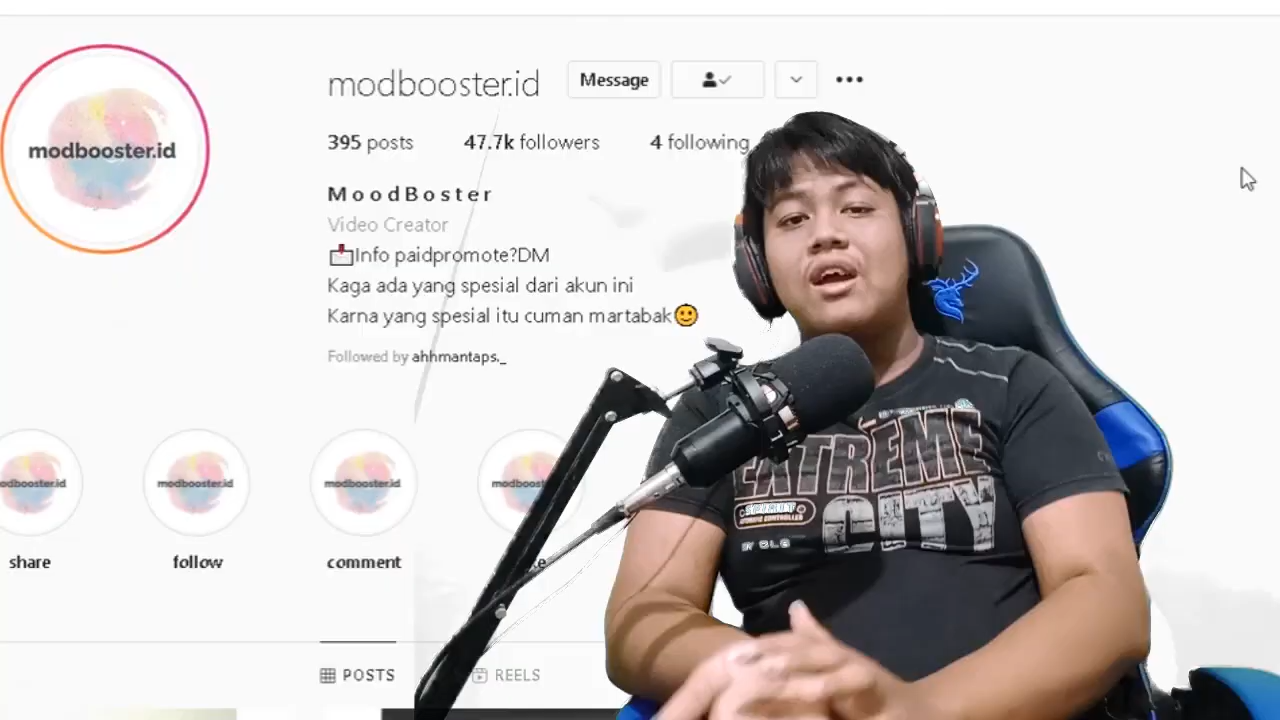 modbooster.id
modbooster.id
Message
395 posts
47.7k followers
4 following
MoodBoster
Video Creator
Info paidpromote?DM
Kaga ada yang spesial dari akun ini
Karna yang spesial itu cuman martabak
Followed by ahhmantaps._
modbooster.id
modbooster.id
share
follow
comment
POSTS
REELS
EXTREME
CITY